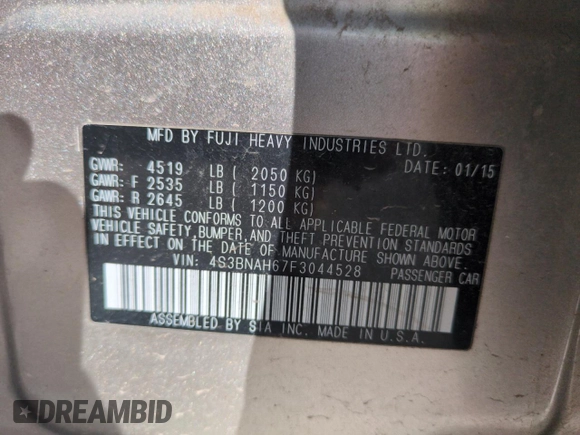 MFD BY FUJI HEAVY INDUSTRIES LTD.
GVWR: 4519 LB ( 2050 KG) DATE: 01/15
GAWR: F 2535 LB ( 1150 KG)
GAWR: R 2645 LB ( 1200 KG)
THIS VEHICLE CONFORMS TO ALL APPLICABLE FEDERAL MOTOR
VEHICLE SAFETY, BUMPER, AND THEFT PREVENTION STANDARDS
IN EFFECT ON THE DATE OF MANUFACTURE SHOWN ABOVE.
VIN: 4S3BNAH67F3044528 PASSENGER CAR
ASSEMBLED BY SIA INC. MADE IN U.S.A.
DREAMBID